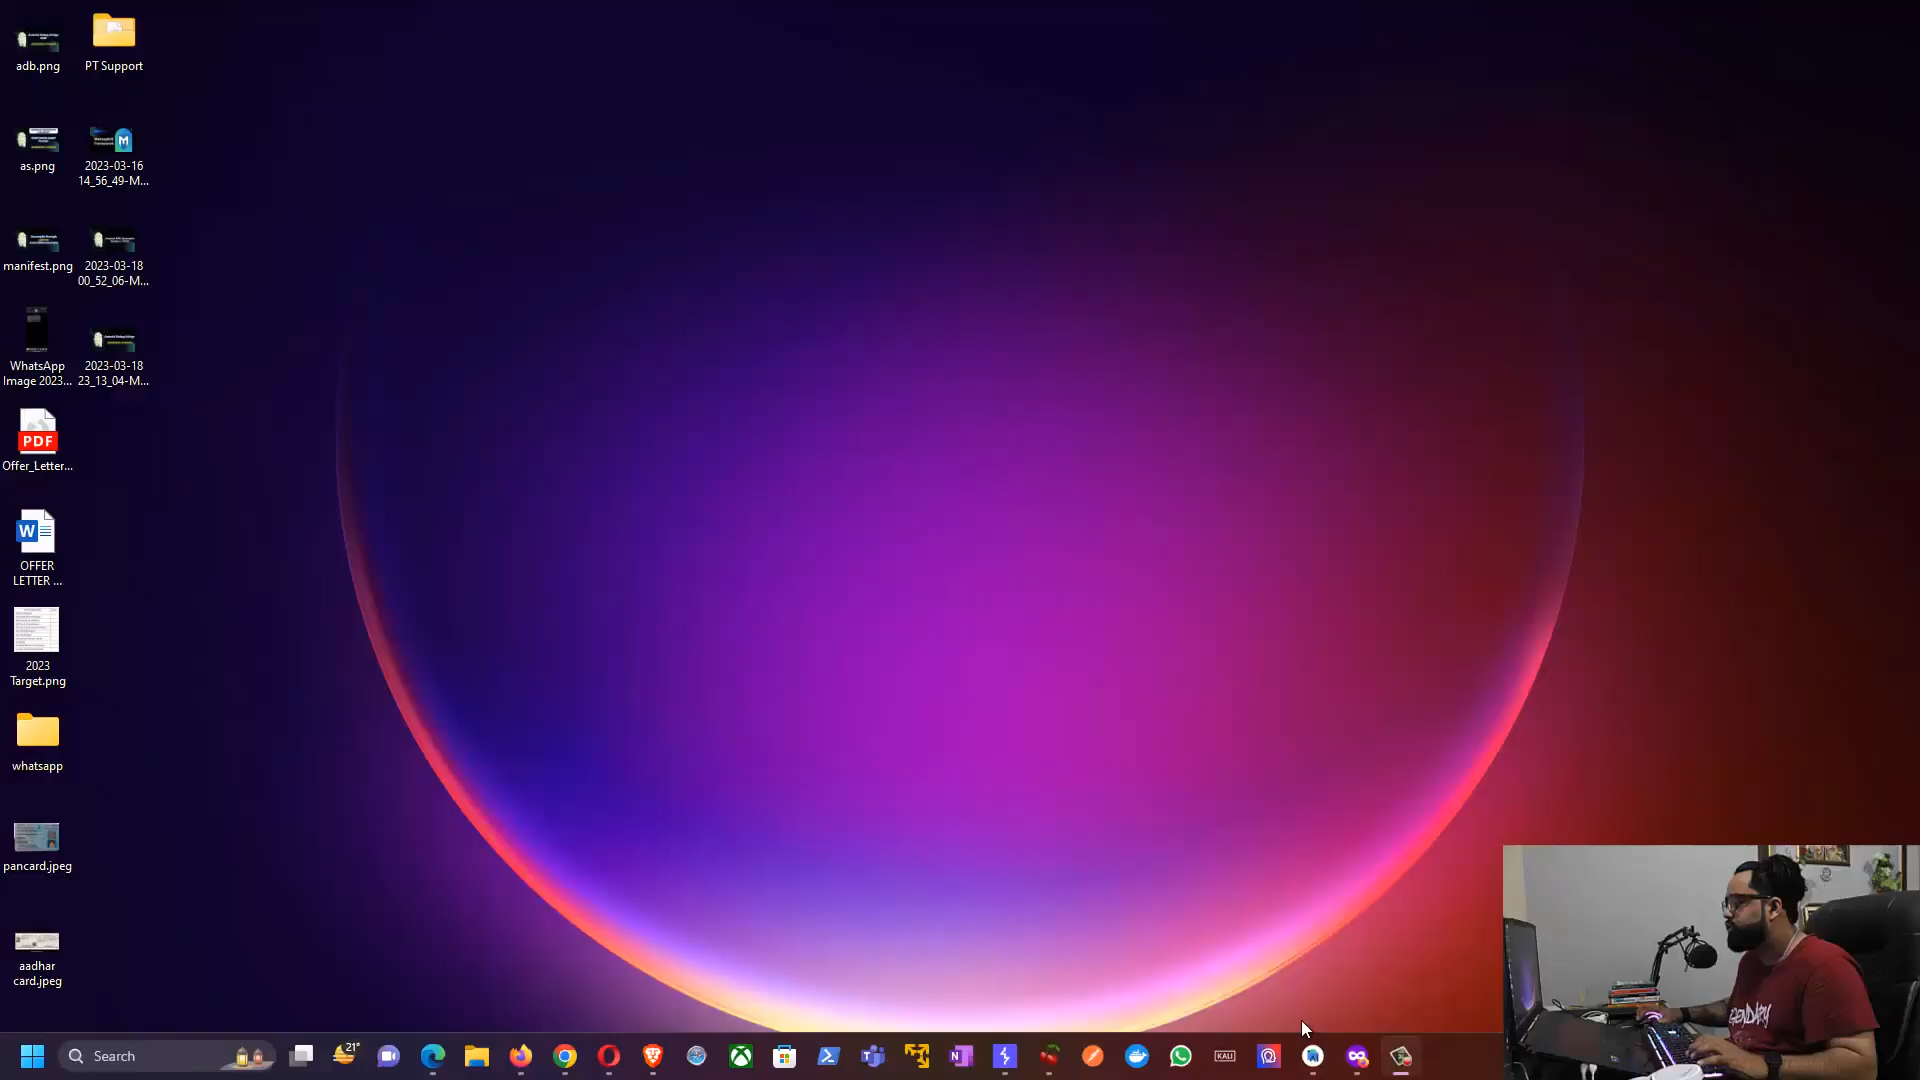 adb.png
PT Support
as.png
2023-03-16
14_56_49-M...
manifest.png
2023-03-18
00_52_06-M...
WhatsApp
Image 2023...
2023-03-18
23_13_04-M...
PDF
Offer_Letter...
W
OFFER
LETTER ...
2023
Target.png
whatsapp
pancard.jpeg
aadhar
card.jpeg
Search
21°
KALI